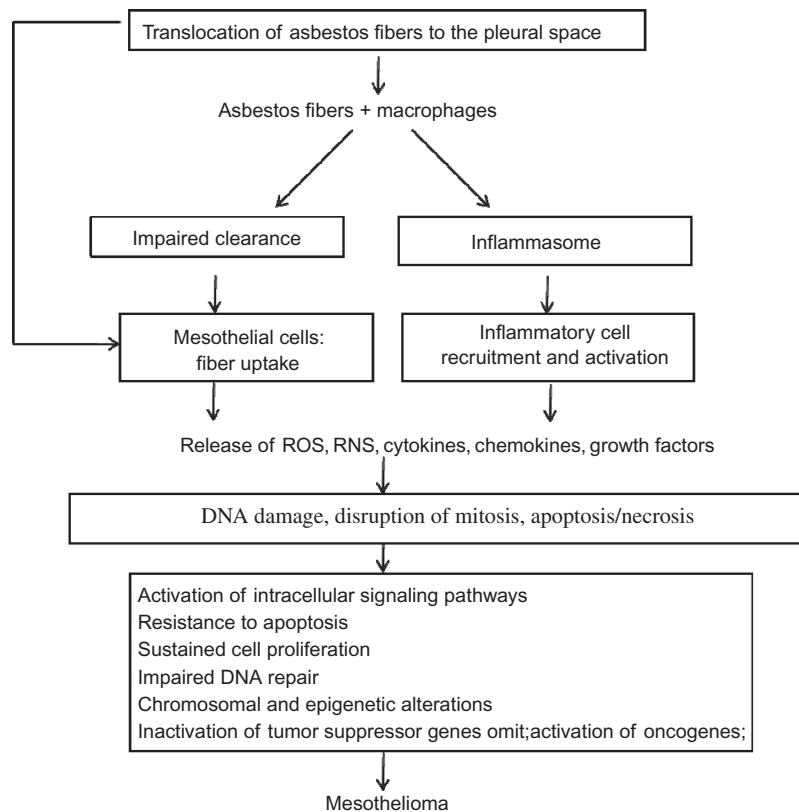 Translocation of asbestos fibers to the pleural space
Asbestos fibers + macrophages
Impaired clearance
Inflammasome
Mesothelial cells:
fiber uptake
Inflammatory cell
recruitment and activation
Release of ROS, RNS, cytokines, chemokines, growth factors
DNA damage, disruption of mitosis, apoptosis/necrosis
Activation of intracellular signaling pathways
Resistance to apoptosis
Sustained cell proliferation
Impaired DNA repair
Chromosomal and epigenetic alterations
Inactivation of tumor suppressor genes omit;activation of oncogenes;
Mesothelioma